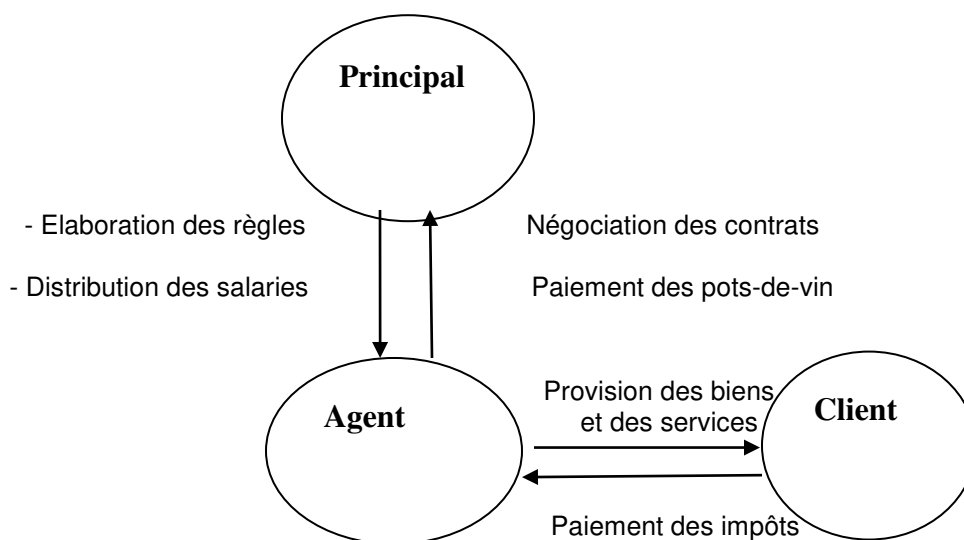 Principal
- Elaboration des règles
Négociation des contrats
- Distribution des salaries
Paiement des pots-de-vin
Agent
Provision des biens
et des services
Client
Paiement des impôts